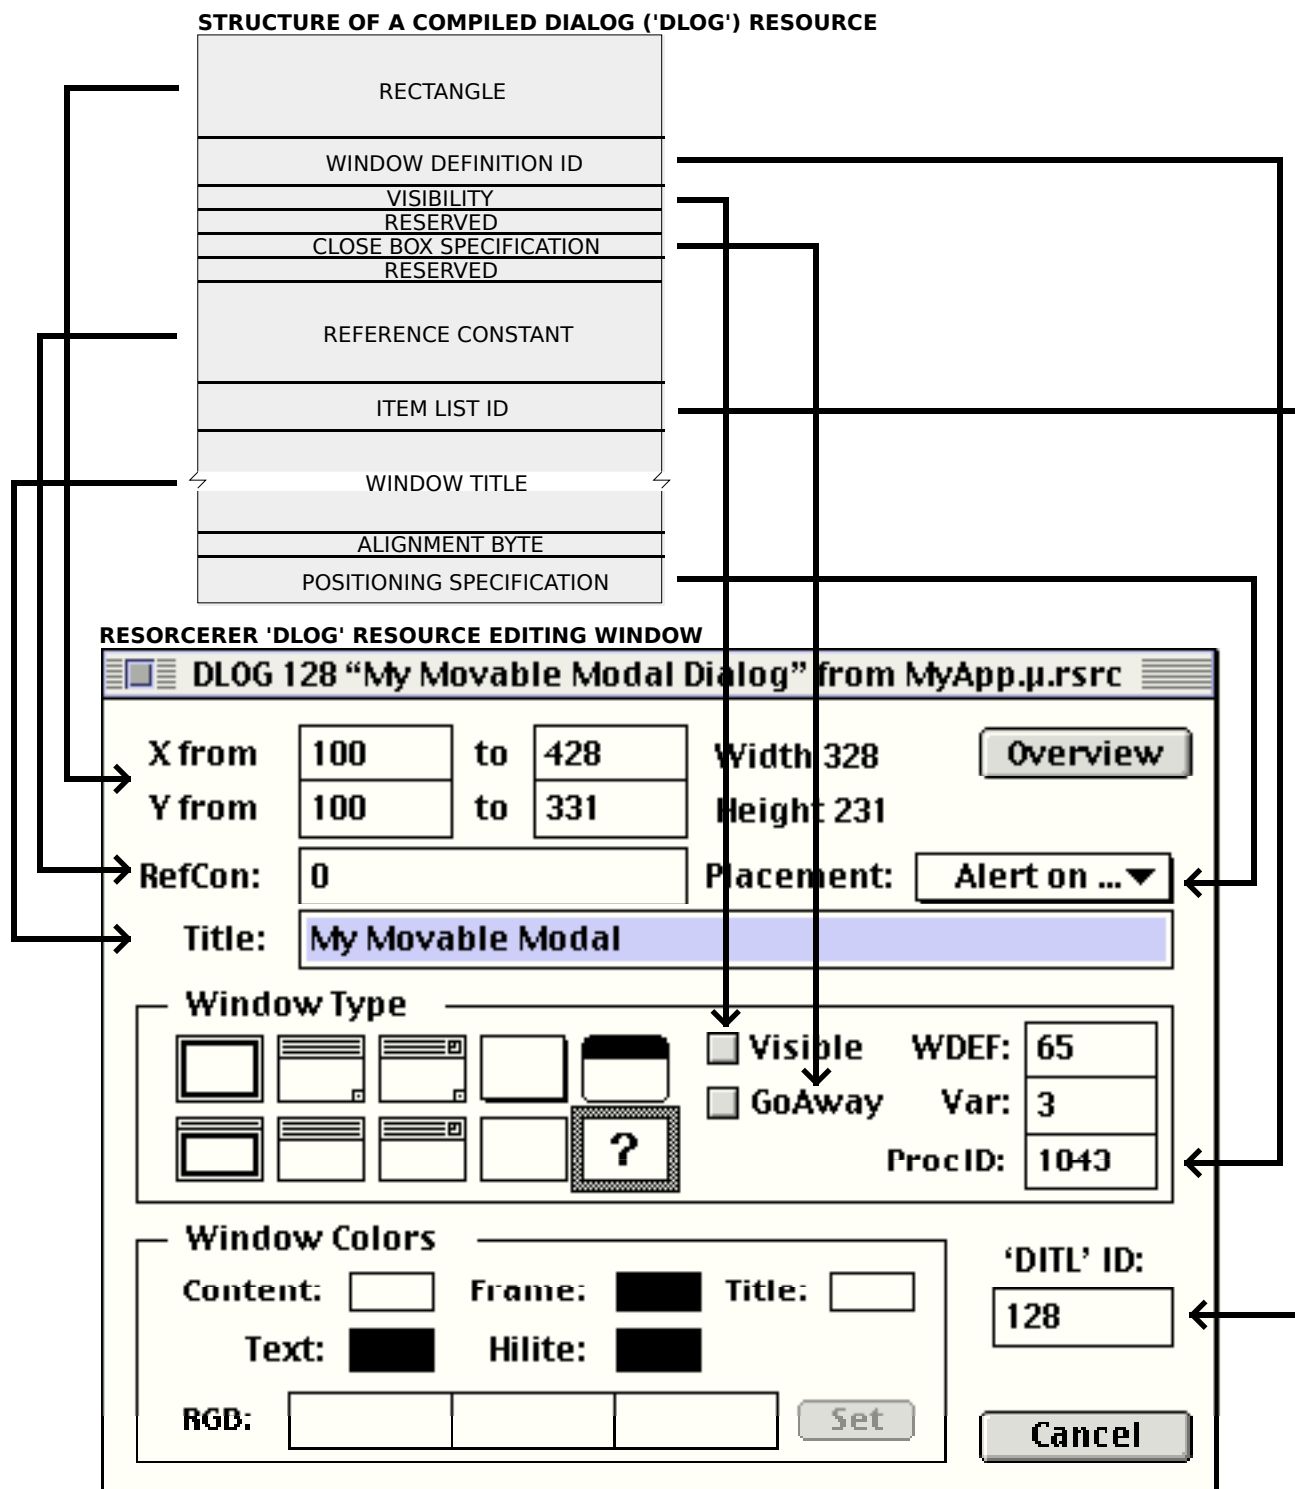 STRUCTURE OF A COMPILED DIALOG ('DLOG') RESOURCE
RECTANGLE
WINDOW DEFINITION ID
VISIBILITY
RESERVED
CLOSE BOX SPECIFICATION
RESERVED
REFERENCE CONSTANT
ITEM LIST ID
WINDOW TITLE
ALIGNMENT BYTE
POSITIONING SPECIFICATION
RESORCERER 'DLOG' RESOURCE EDITING WINDOW
DLOG 128 “My Movable Modal Dialog” from MyApp.µ.rsrc
X from 100 to 428 Width 328 Overview
Y from 100 to 331 Height 231
RefCon: 0 Placement: Alert on ...
Title: My Movable Modal
Window Type
Visible WDEF: 65
GoAway Var: 3
? ProcID: 1043
Window Colors
‘DITL’ ID:
Content: Frame: Title:
128
Text: Hilite:
RGB: Set
Cancel